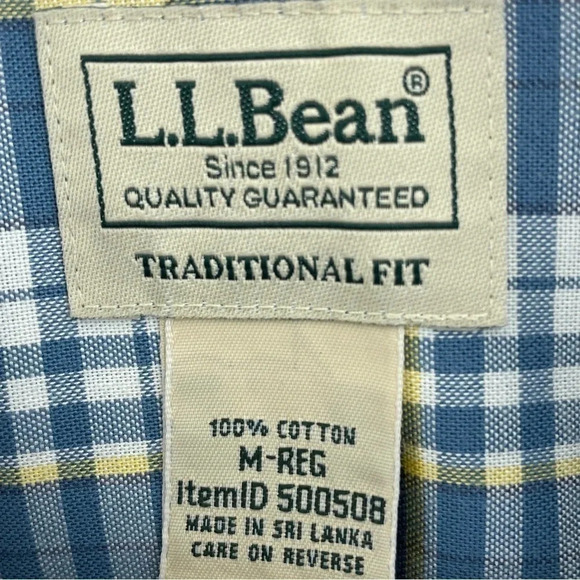 L.L.Bean®
Since 1912
QUALITY GUARANTEED
TRADITIONAL FIT
100% COTTON
M-REG
ItemID 500508
MADE IN SRI LANKA
CARE ON REVERSE